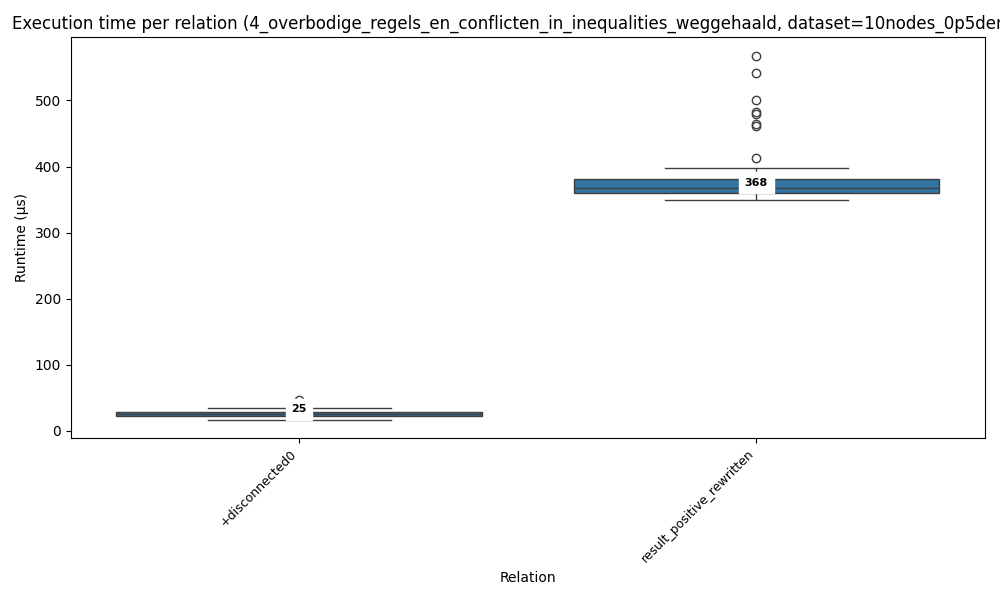 Execution time per relation (4_overbodige_regels_en_conflicten_in_inequalities_weggehaald, dataset=10nodes_0p5der
500
400
300
200
100
0
Runtime (µs)
368
25
+disconnected0
result_positive_rewritten
Relation